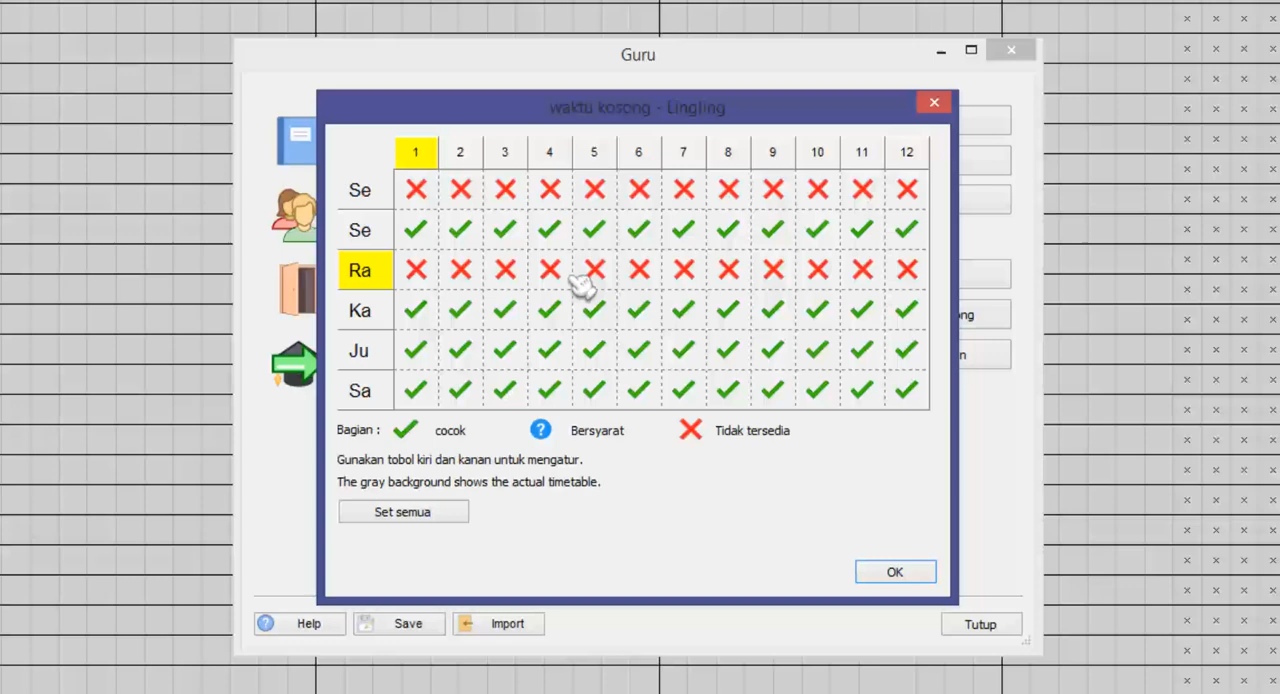 Guru
waktu kosong - Lingling
1 2 3 4 5 6 7 8 9 10 11 12
Se
Se
Ra
Ka
Ju
Sa
ong
n
Bagian : cocok Bersyarat Tidak tersedia
Gunakan tobol kiri dan kanan untuk mengatur.
The gray background shows the actual timetable.
Set semua
OK
Help Save Import Tutup